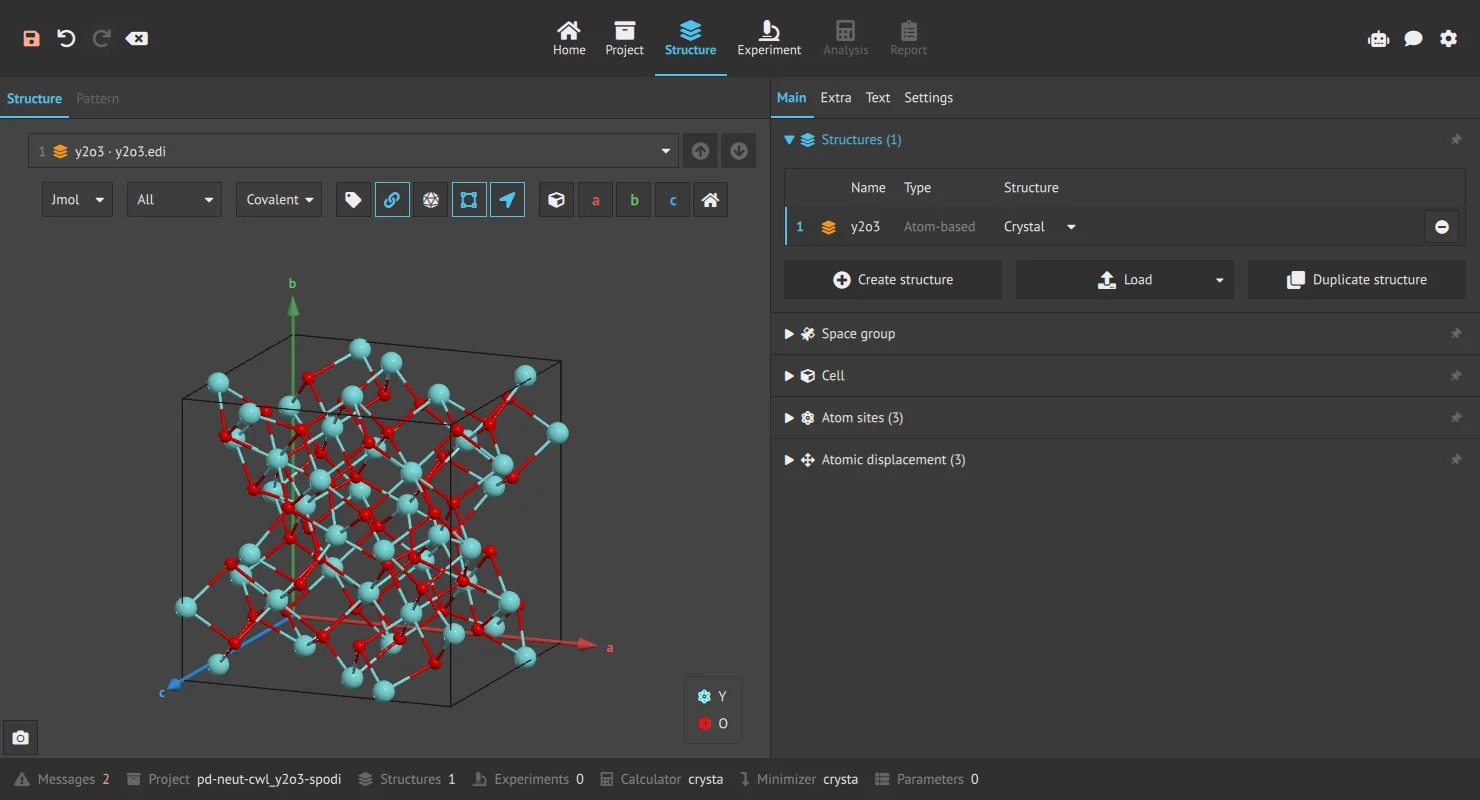 Home Project Structure Experiment Analysis Report
Structure Pattern
Main Extra Text Settings
1 y2o3 · y2o3.edi
Jmol All Covalent a b c
b
a
c
Y
O
Structures (1)
Name Type Structure
1 y2o3 Atom-based Crystal
Create structure Load Duplicate structure
Space group
Cell
Atom sites (3)
Atomic displacement (3)
Messages 2 Project pd-neut-cwl_y2o3-spodi Structures 1 Experiments 0 Calculator crysta Minimizer crysta Parameters 0